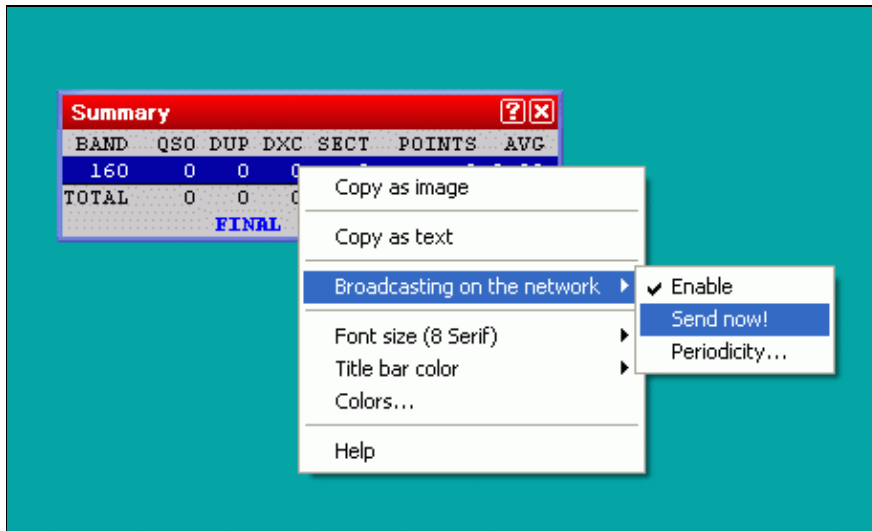 Summary
BAND QSO DUP DXC SECT POINTS AVG
160 0 0 0
TOTAL 0 0 0
FINAL
Copy as image
Copy as text
Broadcasting on the network
Font size (8 Serif)
Title bar color
Colors...
Help
Enable
Send now!
Periodicity...